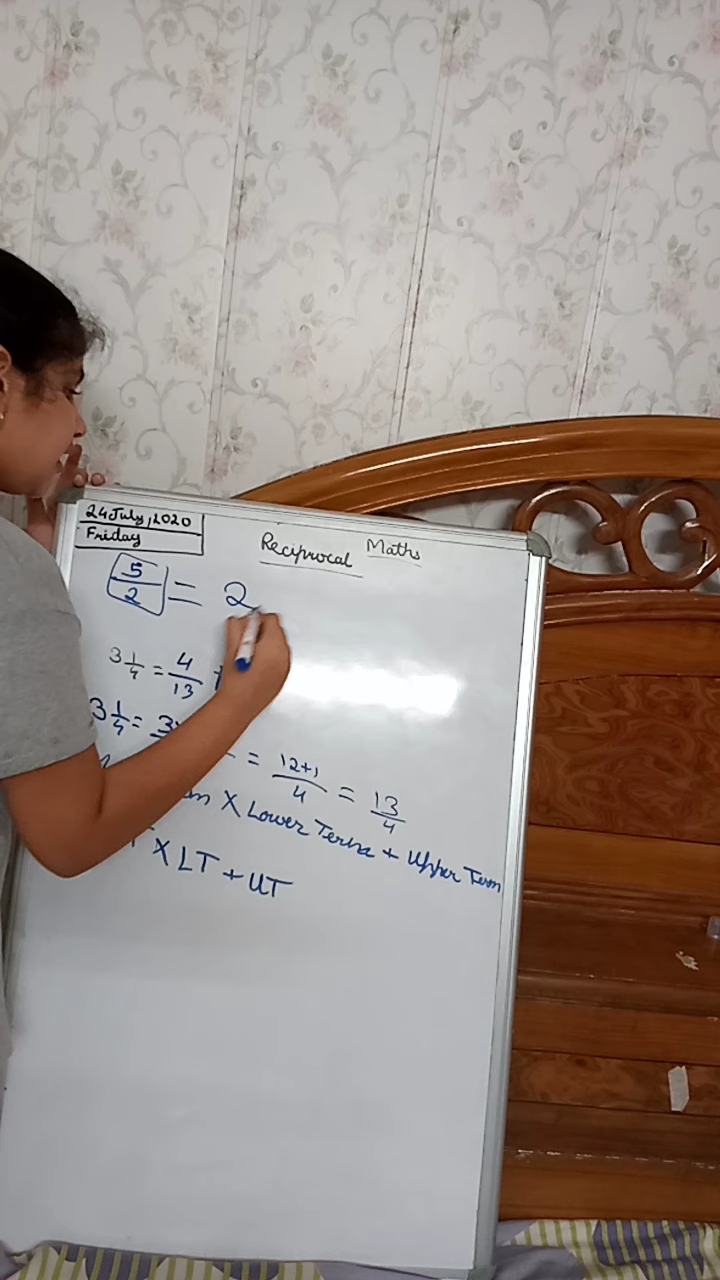 24 July, 2020
Friday
Reciprocal Maths
5/2 = 2
3 1/4 = 4/13
3 1/4 = 3 = 12+1/4 = 13/4
X Lower Term + Upper Term
X LT + UT